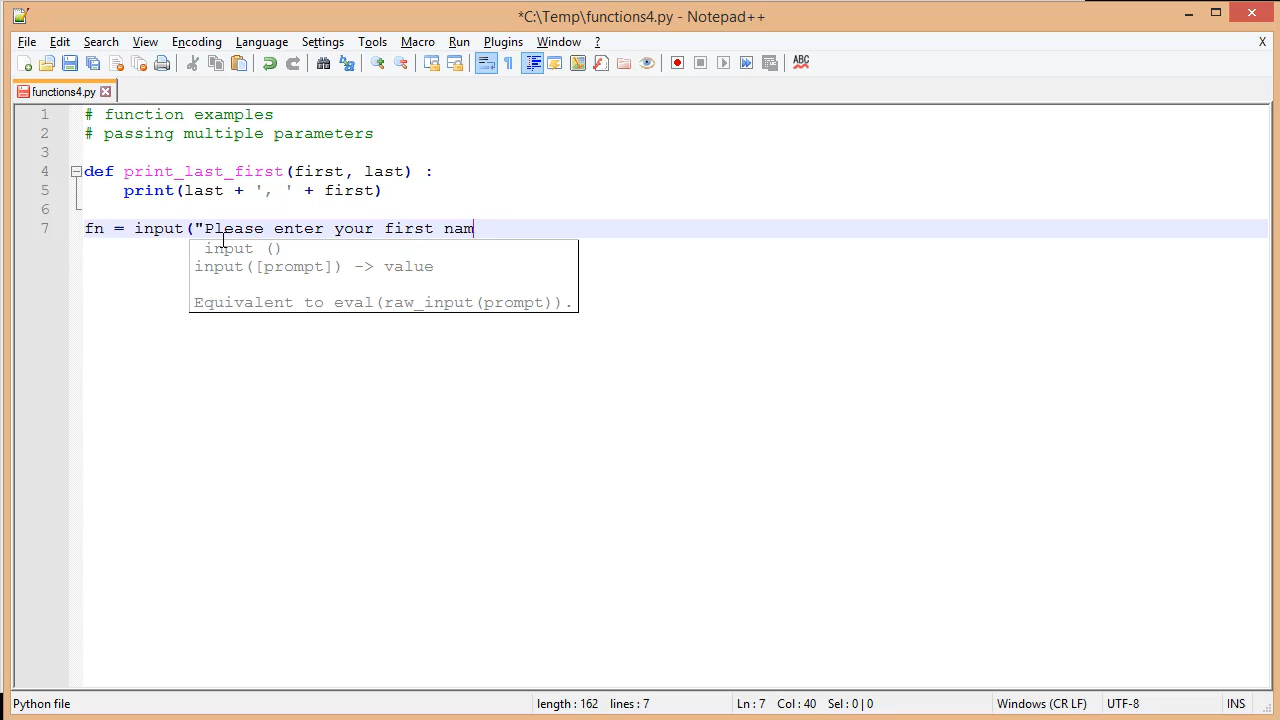 *C:\Temp\functions4.py - Notepad++
File Edit Search View Encoding Language Settings Tools Macro Run Plugins Window ? X
ABC
functions4.py
1 # function examples
2 # passing multiple parameters
3
4 def print_last_first(first, last) :
5 print(last + ', ' + first)
6
7 fn = input("Please enter your first nam
input ()
input([prompt]) -> value
Equivalent to eval(raw_input(prompt)).
Python file length : 162 lines : 7 Ln : 7 Col : 40 Sel : 0 | 0 Windows (CR LF) UTF-8 INS